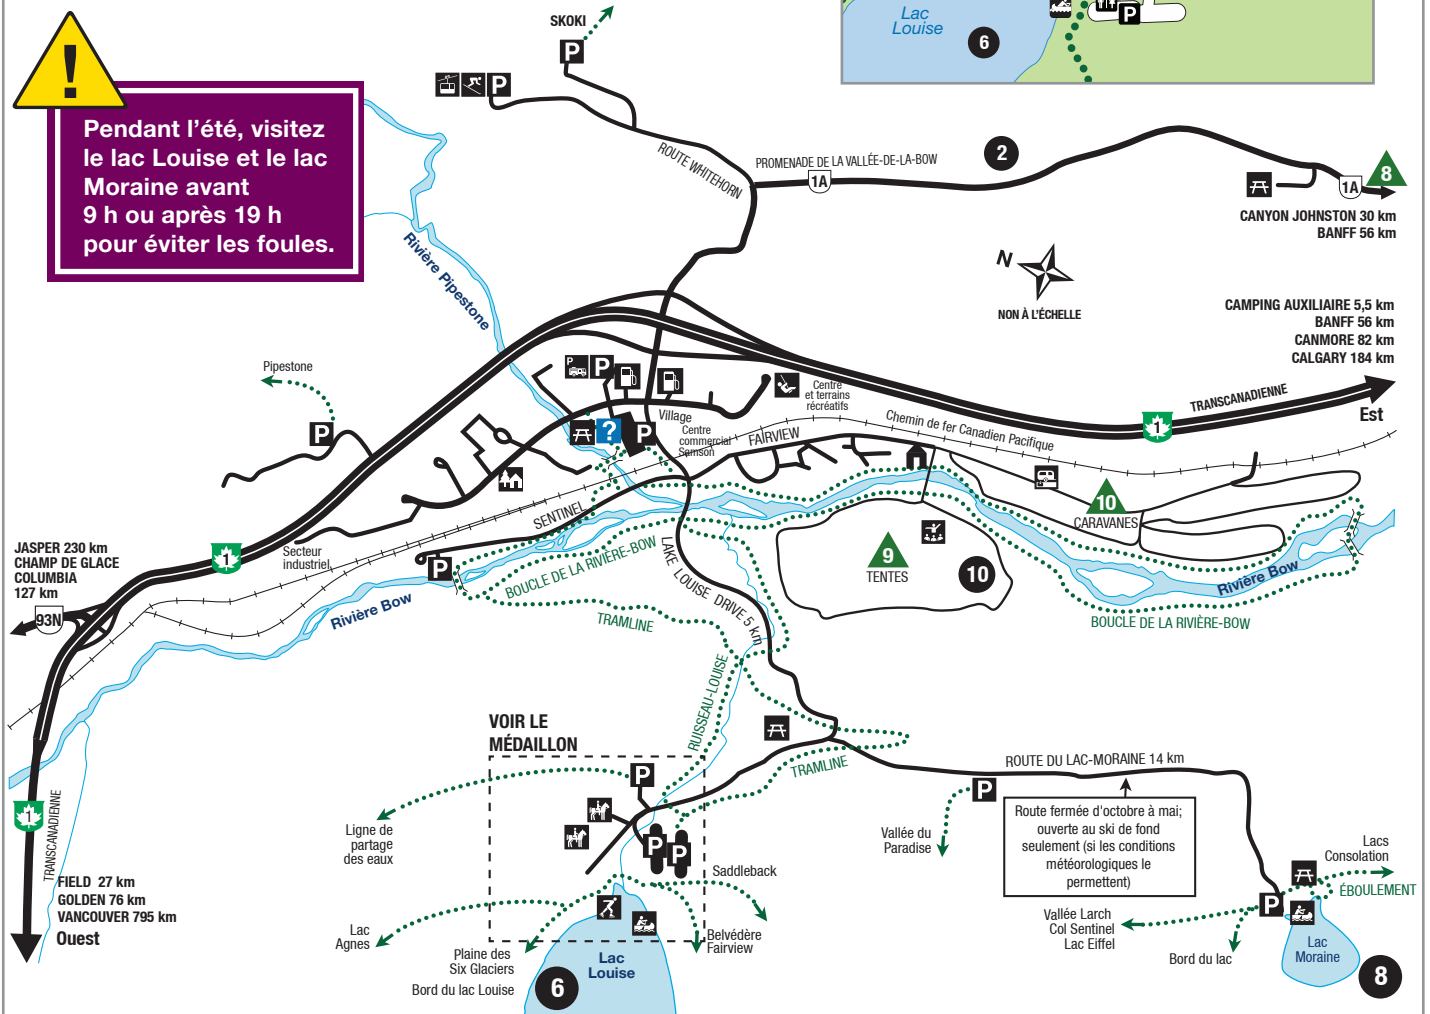 SKOKI
P
P
Lac
Louise
6
P
!
Pendant l'été, visitez
le lac Louise et le lac
Moraine avant
9 h ou après 19 h
pour éviter les foules.
ROUTE WHITEHORN
PROMENADE DE LA VALLÉE-DE-LA-BOW
2
1A
1A
8
CANYON JOHNSTON 30 km
BANFF 56 km
Rivière Pipestone
N
NON À L'ÉCHELLE
CAMPING AUXILIAIRE 5,5 km
BANFF 56 km
CANMORE 82 km
CALGARY 184 km
TRANSCANADIENNE
1
Est
Pipestone
P
P
P
Centre
et terrains
récréatifs
Village
?
P
Centre
commercial
Samson
FAIRVIEW
Chemin de fer Canadien Pacifique
SENTINEL
10
CARAVANES
9
TENTES
10
Rivière Bow
BOUCLE DE LA RIVIÈRE-BOW
JASPER 230 km
CHAMP DE GLACE
COLUMBIA
127 km
93N
1
Secteur
industriel
P
Rivière Bow
BOUCLE DE LA RIVIÈRE-BOW
TRAMLINE
LAKE LOUISE DRIVE 5 km
RUISSEAU-LOUISE
VOIR LE
MÉDAILLON
TRAMLINE
ROUTE DU LAC-MORAINE 14 km
P
P
Route fermée d'octobre à mai;
ouverte au ski de fond
seulement (si les conditions
météorologiques le
permettent)
Vallée du
Paradise
1
TRANSCANADIENNE
FIELD 27 km
GOLDEN 76 km
VANCOUVER 795 km
Ouest
Ligne de
partage
des eaux
P
P
Saddleback
Lac
Agnes
Plaine des
Six Glaciers
Bord du lac Louise
Belvédère
Fairview
Lac
Louise
6
Lacs
Consolation
ÉBOULEMENT
P
Vallée Larch
Col Sentinel
Lac Eiffel
Bord du lac
Lac
Moraine
8